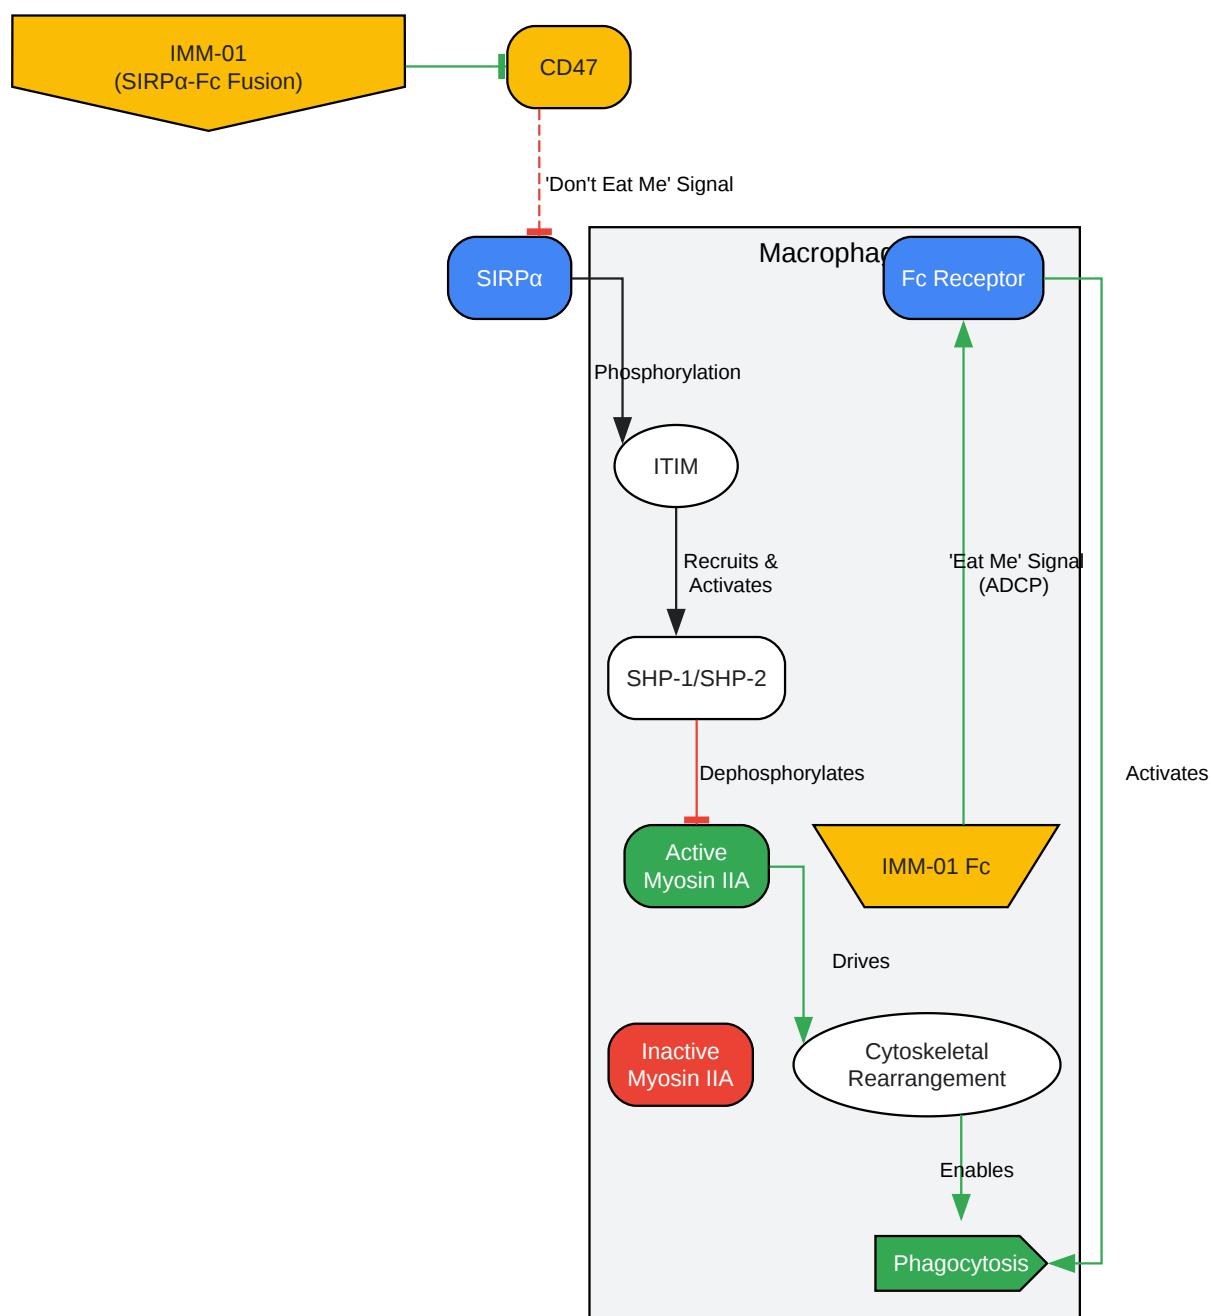 IMM-01
(SIRPα-Fc Fusion)
CD47
'Don't Eat Me' Signal
Macrophag
SIRPα
Fc Receptor
Phosphorylation
ITIM
Recruits &
Activates
'Eat Me' Signal
(ADCP)
SHP-1/SHP-2
Dephosphorylates
Activates
Active
Myosin IIA
IMM-01 Fc
Drives
Inactive
Myosin IIA
Cytoskeletal
Rearrangement
Enables
Phagocytosis